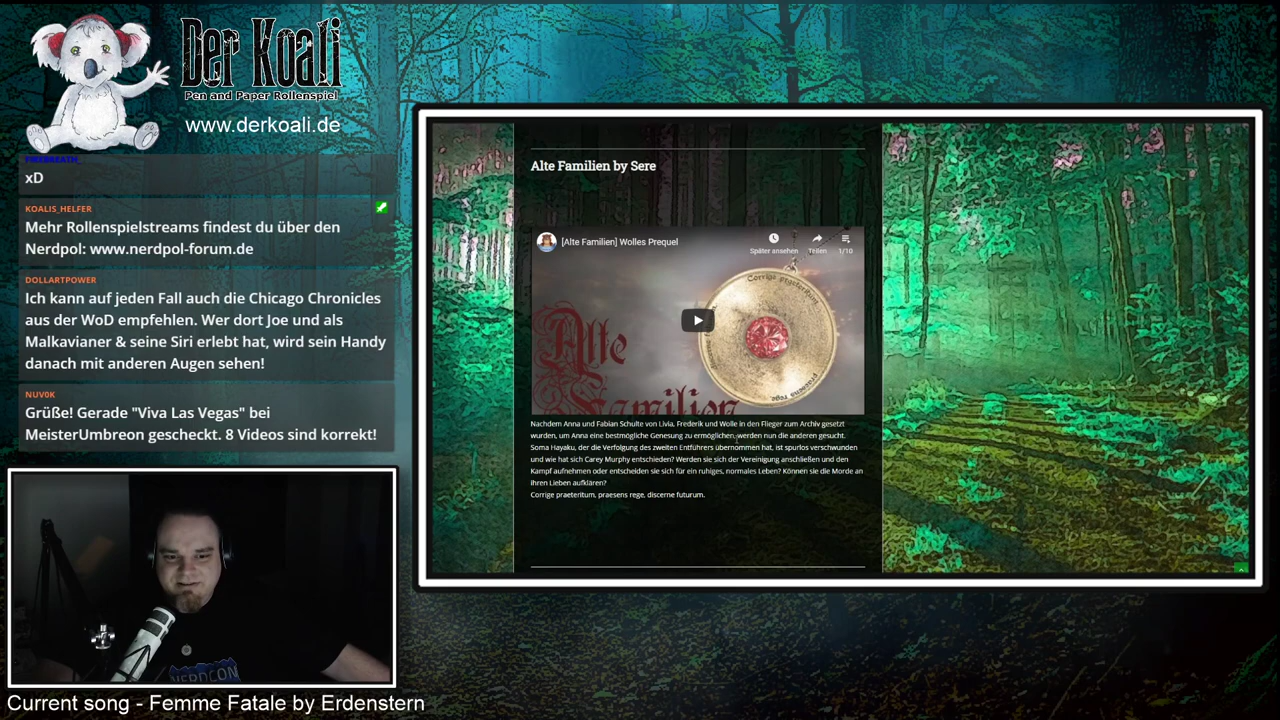 Der Koali
Pen and Paper Rollenspiel
www.derkoali.de
FIREBREATH_
xD
KOALIS_HELFER
Mehr Rollenspielstreams findest du über den
Nerdpol: www.nerdpol-forum.de
DOLLARTPOWER
Ich kann auf jeden Fall auch die Chicago Chronicles
aus der WoD empfehlen. Wer dort Joe und als
Malkavianer & seine Siri erlebt hat, wird sein Handy
danach mit anderen Augen sehen!
NUV0K
Grüße! Gerade "Viva Las Vegas" bei
MeisterUmbreon gescheckt. 8 Videos sind korrekt!
NERDCON
Current song - Femme Fatale by Erdenstern
Alte Familien by Sere
[Alte Familien] Wolles Prequel
Später ansehen
Teilen
1/10
Corrige praeteritum
Alte
Familien
Nachdem Anna und Fabian Schulte von Livia, Frederik und Wolle in den Flieger zum Archiv gesetzt
wurden, um Anna eine bestmögliche Genesung zu ermöglichen, werden nun die anderen gesucht.
Soma Hayaku, der die Verfolgung des zweiten Entführers übernommen hat, ist spurlos verschwunden
und wie hat sich Carey Murphy entschieden? Werden sie sich der Vereinigung anschließen und den
Kampf aufnehmen oder entscheiden sie sich für ein ruhiges, normales Leben? Können sie die Morde an
ihren Lieben aufklären?
Corrige praeteritum, praesens rege, discerne futurum.